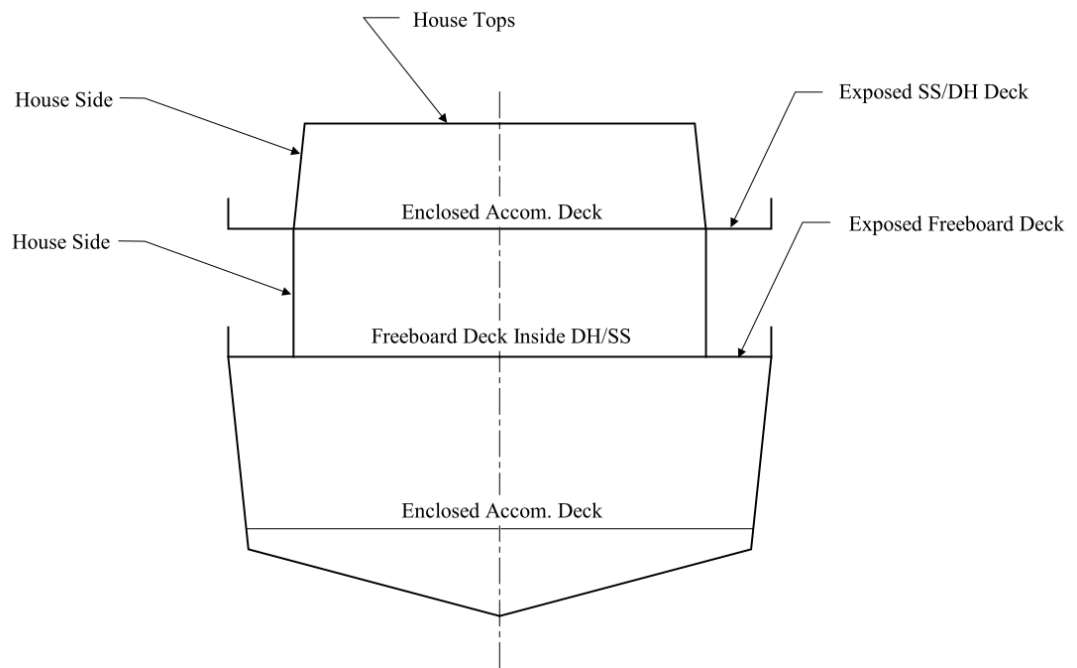 House Tops
House Side
Exposed SS/DH Deck
Enclosed Accom. Deck
House Side
Exposed Freeboard Deck
Freeboard Deck Inside DH/SS
Enclosed Accom. Deck